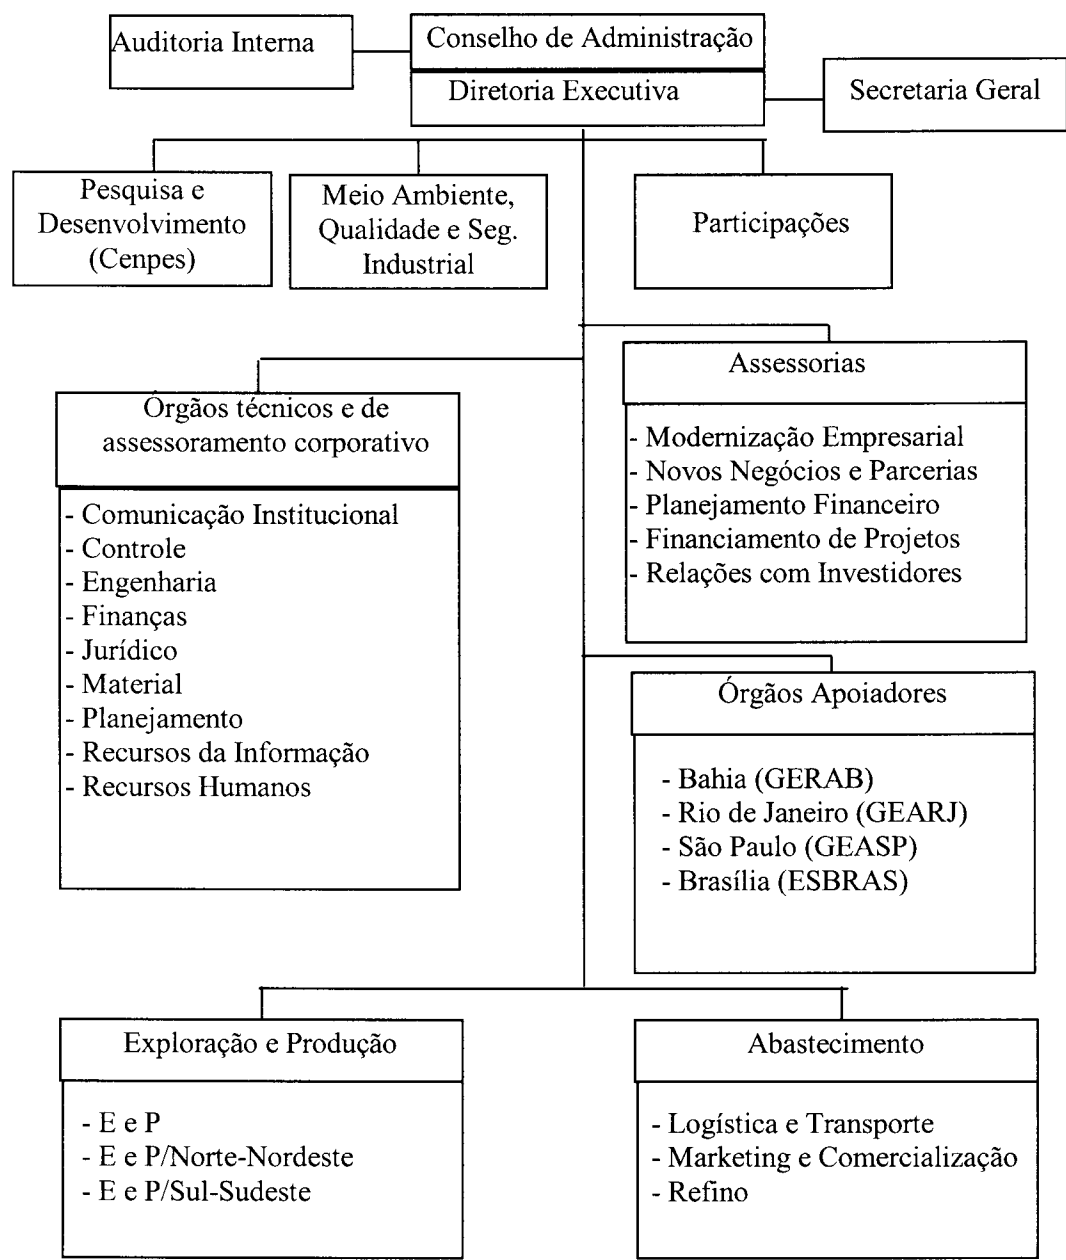 Auditoria Interna
Conselho de Administração
Diretoria Executiva
Secretaria Geral
Pesquisa e
Desenvolvimento
(Cenpes)
Meio Ambiente,
Qualidade e Seg.
Industrial
Participações
Assessorias
- Modernização Empresarial
- Novos Negócios e Parcerias
- Planejamento Financeiro
- Financiamento de Projetos
- Relações com Investidores
Órgãos técnicos e de
assessoramento corporativo
- Comunicação Institucional
- Controle
- Engenharia
- Finanças
- Jurídico
- Material
- Planejamento
- Recursos da Informação
- Recursos Humanos
Órgãos Apoiadores
- Bahia (GERAB)
- Rio de Janeiro (GEARJ)
- São Paulo (GEASP)
- Brasília (ESBRAS)
Exploração e Produção
- E e P
- E e P/Norte-Nordeste
- E e P/Sul-Sudeste
Abastecimento
- Logística e Transporte
- Marketing e Comercialização
- Refino